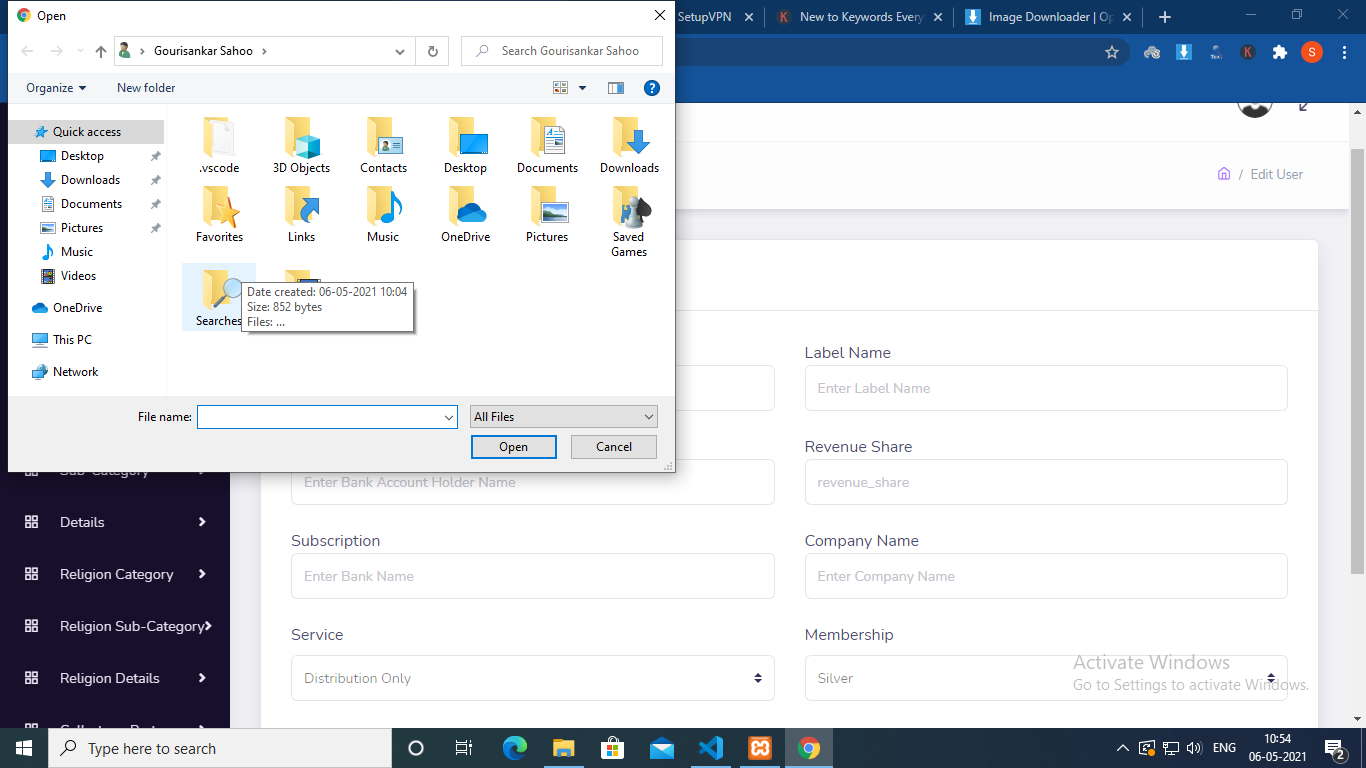 Open
SetupVPN
New to Keywords Every
Image Downloader | Op
Gourisankar Sahoo
Search Gourisankar Sahoo
S
Organize
New folder
Quick access
Desktop
Downloads
Documents
Pictures
Music
Videos
OneDrive
This PC
Network
.vscode
3D Objects
Contacts
Desktop
Documents
Downloads
Favorites
Links
Music
OneDrive
Pictures
Saved
Games
Searches
Date created: 06-05-2021 10:04
Size: 852 bytes
Files: ...
File name:
All Files
Open
Cancel
/ Edit User
Label Name
Enter Label Name
Revenue Share
Enter Bank Account Holder Name
revenue_share
Subscription
Company Name
Enter Bank Name
Enter Company Name
Service
Membership
Distribution Only
Silver
Sub-Category
Details
Religion Category
Religion Sub-Category
Religion Details
Activate Windows
Go to Settings to activate Windows.
Type here to search
ENG
10:54
06-05-2021
2